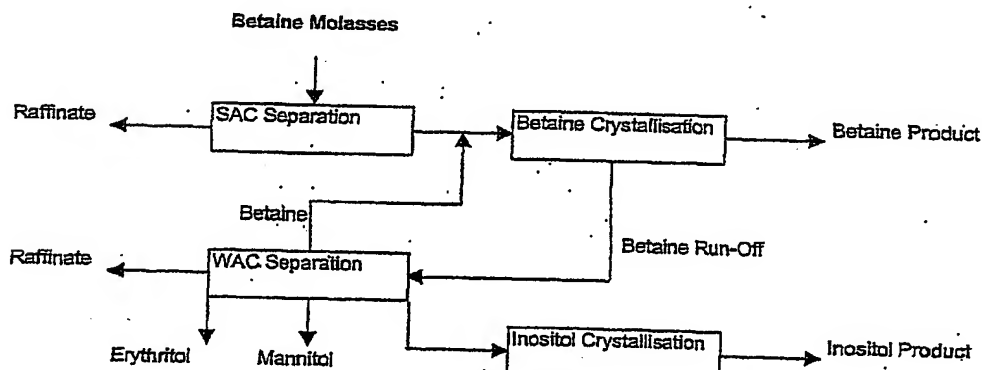 Betaine Molasses
Raffinate
SAC Separation
Betaine Crystallisation
Betaine Product
Betaine
Betaine Run-Off
Raffinate
WAC Separation
Erythritol
Mannitol
Inositol Crystallisation
Inositol Product